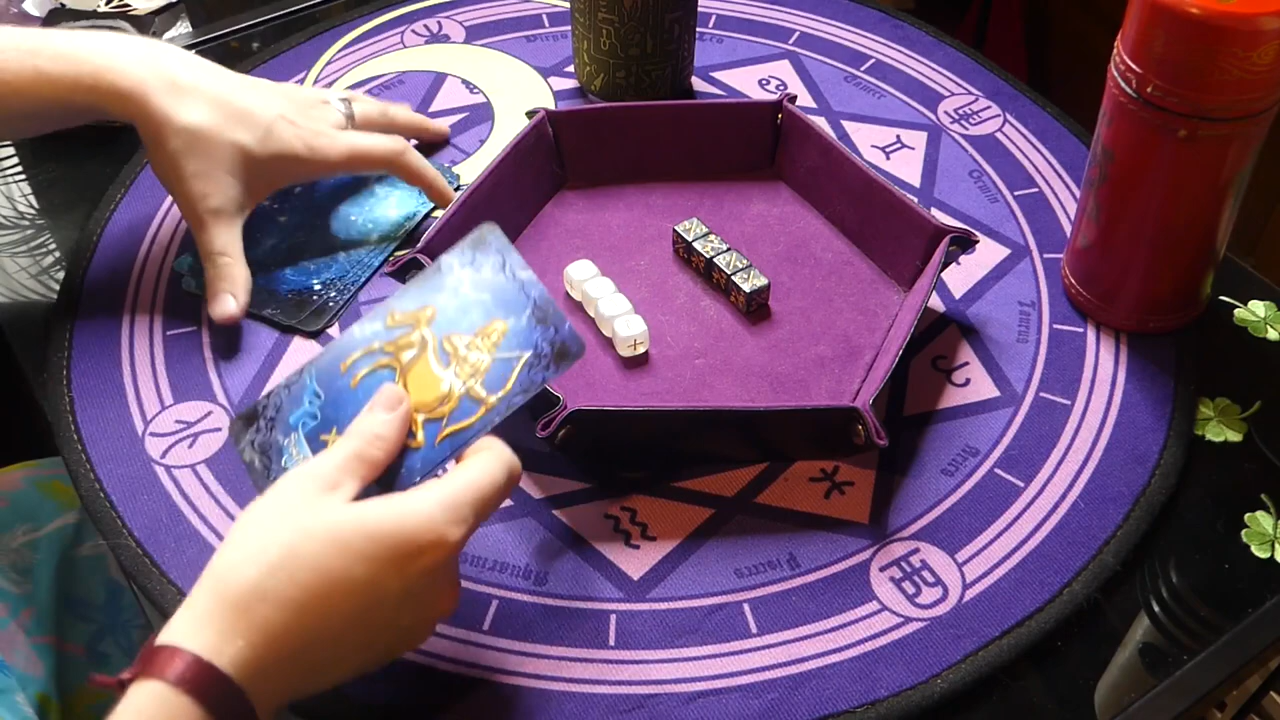 Virgo
Leo
Cancer
Gemini
Taurus
Aries
Pisces
Aquarius